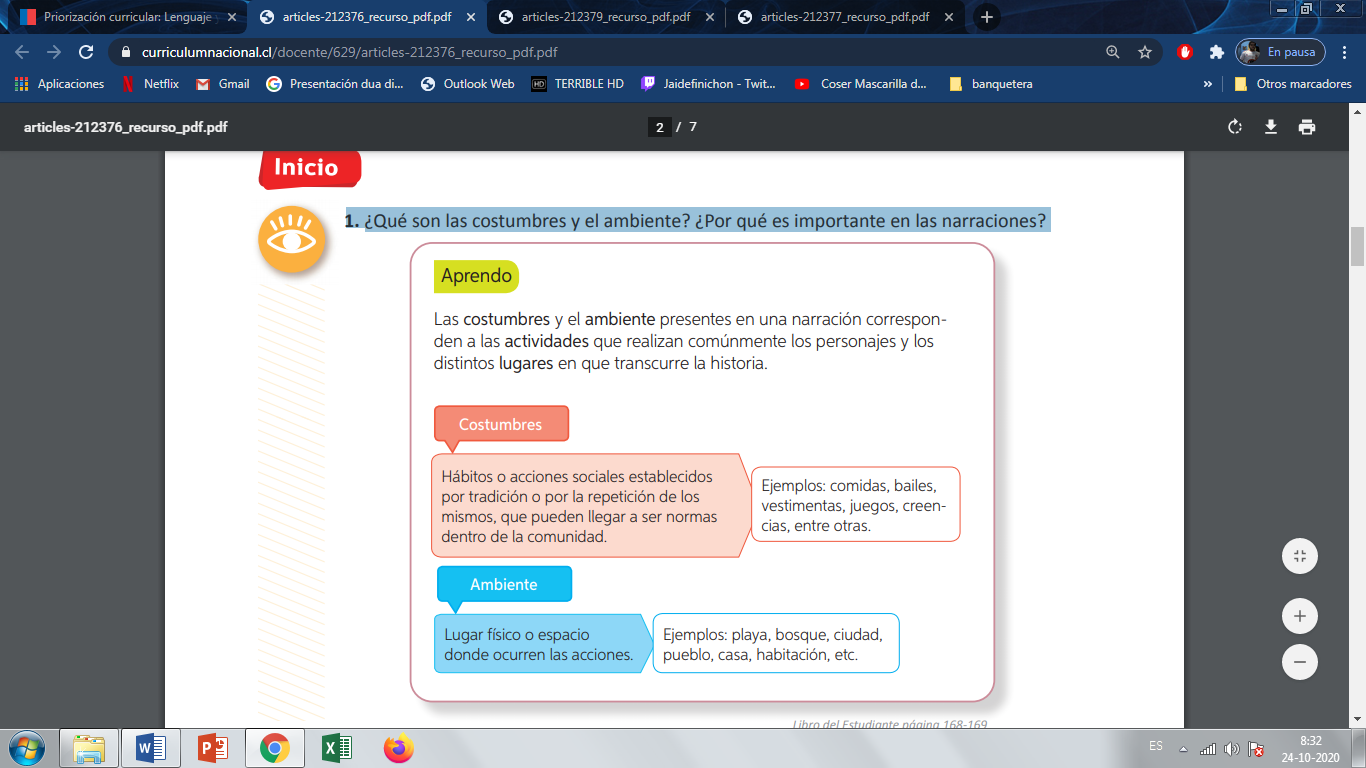 Priorización curricular: Lenguaje
articles-212376_recurso_pdf.pdf
articles-212379_recurso_pdf.pdf
articles-212377_recurso_pdf.pdf
curriculumnacional.cl/docente/629/articles-212376_recurso_pdf.pdf
En pausa
Aplicaciones
Netflix
Gmail
Presentación dua di...
Outlook Web
HD
TERRIBLE HD
Jaidefinichon - Twit...
Coser Mascarilla d...
banquetera
»
Otros marcadores
articles-212376_recurso_pdf.pdf
2 / 7
Inicio
1. ¿Qué son las costumbres y el ambiente? ¿Por qué es importante en las narraciones?
Aprendo
Las costumbres y el ambiente presentes en una narración correspon-
den a las actividades que realizan comúnmente los personajes y los
distintos lugares en que transcurre la historia.
Costumbres
Hábitos o acciones sociales establecidos
por tradición o por la repetición de los
mismos, que pueden llegar a ser normas
dentro de la comunidad.
Ejemplos: comidas, bailes,
vestimentas, juegos, creen-
cias, entre otras.
Ambiente
Lugar físico o espacio
donde ocurren las acciones.
Ejemplos: playa, bosque, ciudad,
pueblo, casa, habitación, etc.
Libro del Estudiante página 168-169
ES
8:32
24-10-2020